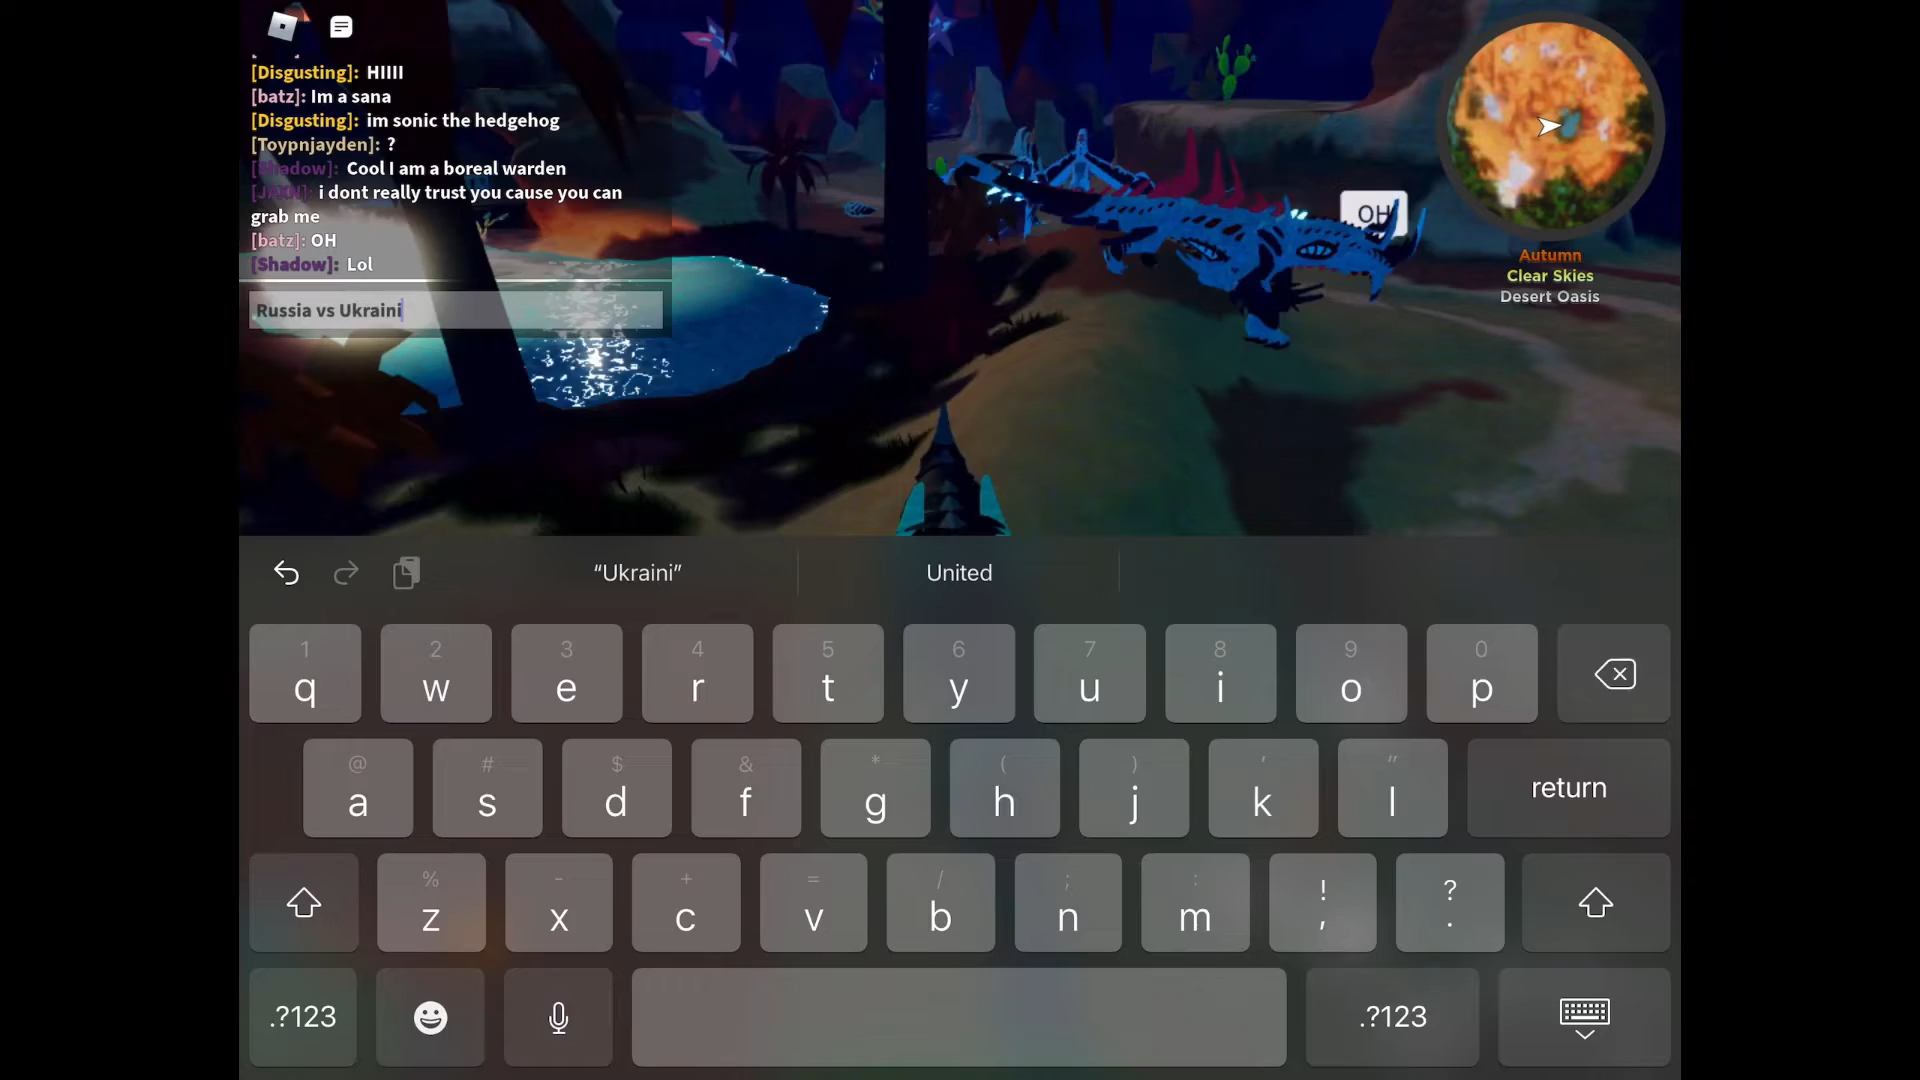 [Disgusting]: HIIII
[batz]: Im a sana
[Disgusting]: im sonic the hedgehog
[Toypnjayden]: ?
[Shadow]: Cool I am a boreal warden
i dont really trust you cause you can
grab me
[batz]: OH
[Shadow]: Lol
Russia vs Ukraini
OH
Autumn
Clear Skies
Desert Oasis
“Ukraini” United
1 2 3 4 5 6 7 8 9 0
q w e r t y u i o p
@ # $ & * ( ) ' "
a s d f g h j k l return
% - + = / ; : ! ?
z x c v b n m , .
.?123 .?123